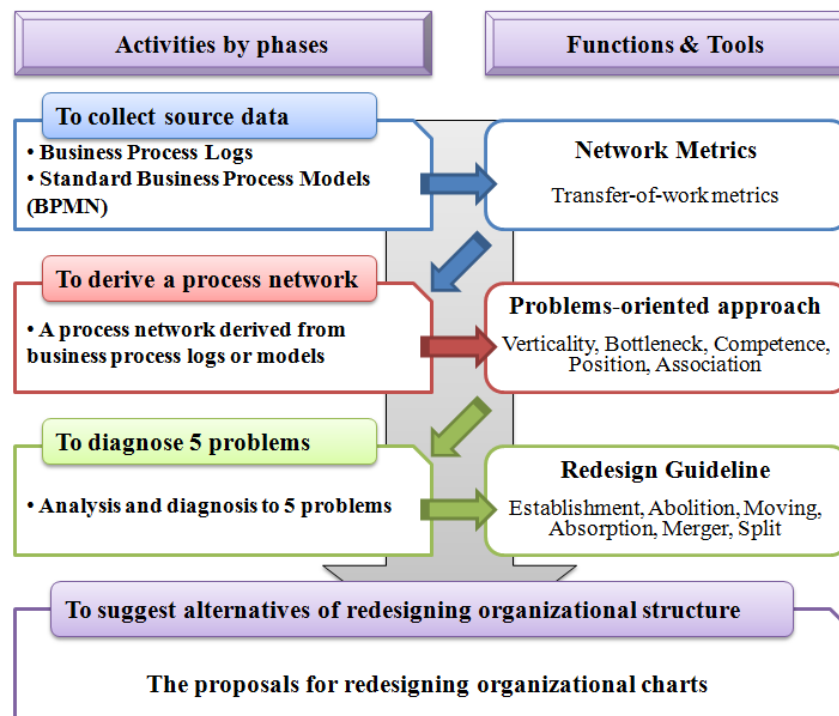 Activities by phases
Functions & Tools
To collect source data
• Business Process Logs
• Standard Business Process Models
(BPMN)
Network Metrics
Transfer-of-work metrics
To derive a process network
• A process network derived from
business process logs or models
Problems-oriented approach
Verticality, Bottleneck, Competence,
Position, Association
To diagnose 5 problems
• Analysis and diagnosis to 5 problems
Redesign Guideline
Establishment, Abolition, Moving,
Absorption, Merger, Split
To suggest alternatives of redesigning organizational structure
The proposals for redesigning organizational charts